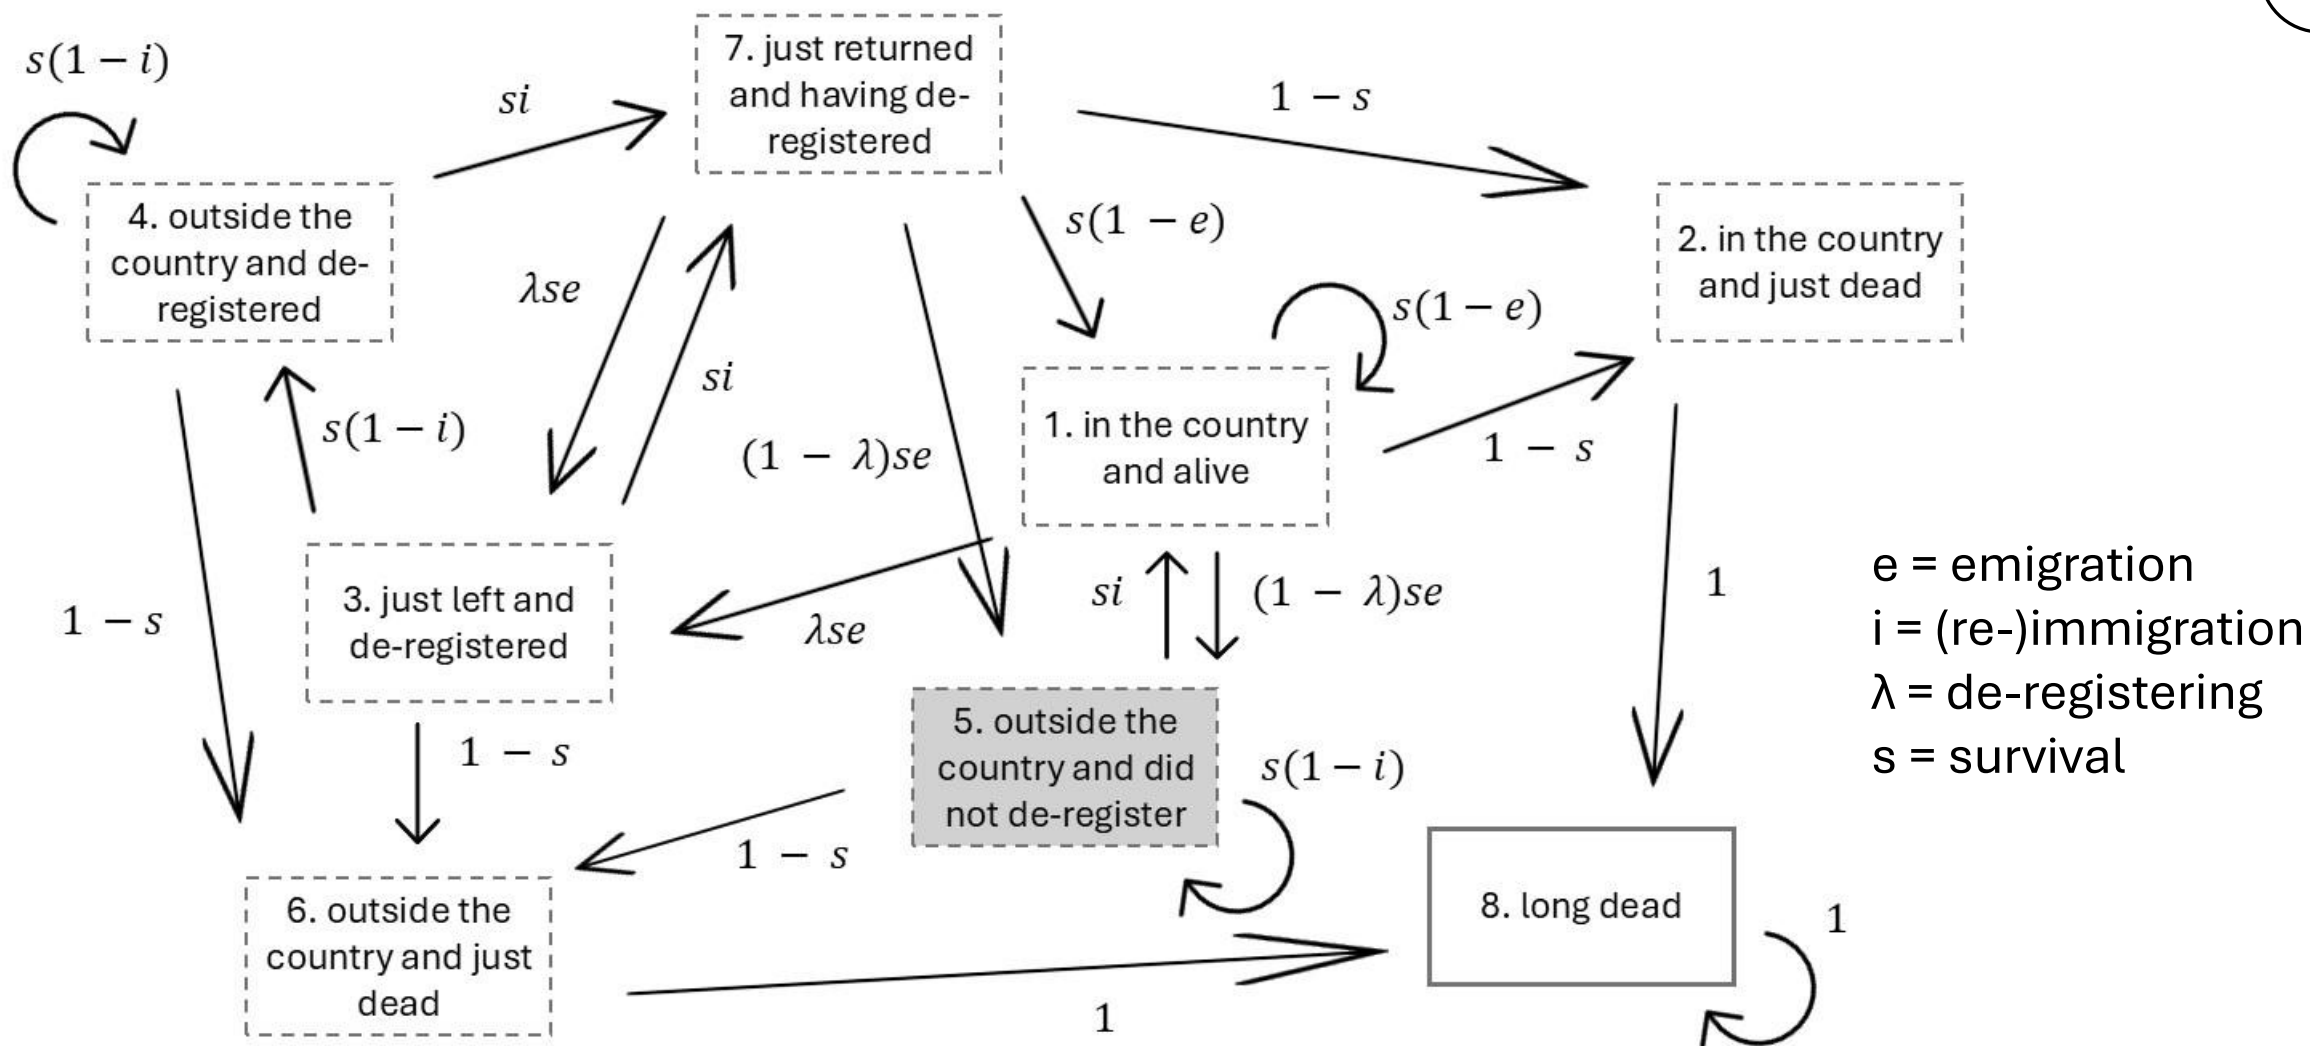 s(1 − i)
si
7. just returned
and having de-
registered
1 − s
4. outside the
country and de-
registered
s(1 − e)
2. in the country
and just dead
λse
si
s(1 − e)
s(1 − i)
(1 − λ)se
1. in the country
and alive
1 − s
1 − s
3. just left and
de-registered
λse
si
(1 − λ)se
1
e = emigration
i = (re-)immigration
λ = de-registering
s = survival
1 − s
5. outside the
country and did
not de-register
s(1 − i)
1 − s
6. outside the
country and just
dead
8. long dead
1
1